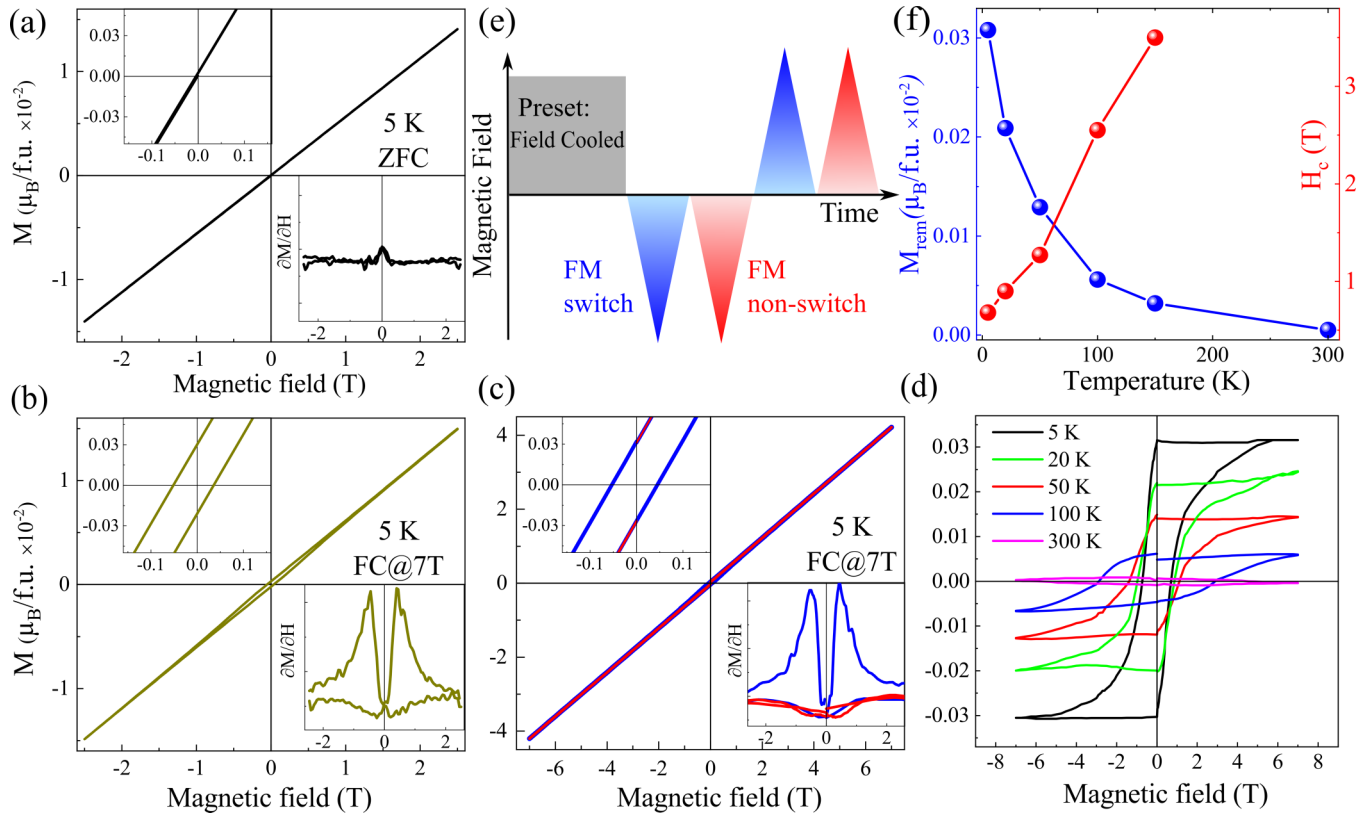 (a)
M (μB/f.u. ×10-2)
1
0
-1
0.03
0.00
-0.03
-0.1 0.0 0.1
5 K
ZFC
∂M/∂H
-2 0 2
-2 -1 0 1 2
Magnetic field (T)
(e)
Magnetic Field
Preset:
Field Cooled
Time
FM
switch
FM
non-switch
(f)
Mrem(μB/f.u. ×10-2)
0.03
0.02
0.01
0.00
Hc (T)
3
2
1
0 100 200 300
Temperature (K)
(b)
M (μB/f.u. ×10-2)
1
0
-1
0.03
0.00
-0.03
-0.1 0.0 0.1
5 K
FC@7T
∂M/∂H
-2 0 2
-2 -1 0 1 2
Magnetic field (T)
(c)
4
2
0
-2
-4
0.03
0.00
-0.03
-0.1 0.0 0.1
5 K
FC@7T
∂M/∂H
-2 0 2
-6 -4 -2 0 2 4 6
Magnetic field (T)
(d)
5 K
20 K
50 K
100 K
300 K
0.03
0.02
0.01
0.00
-0.01
-0.02
-0.03
-8 -6 -4 -2 0 2 4 6 8
Magnetic field (T)